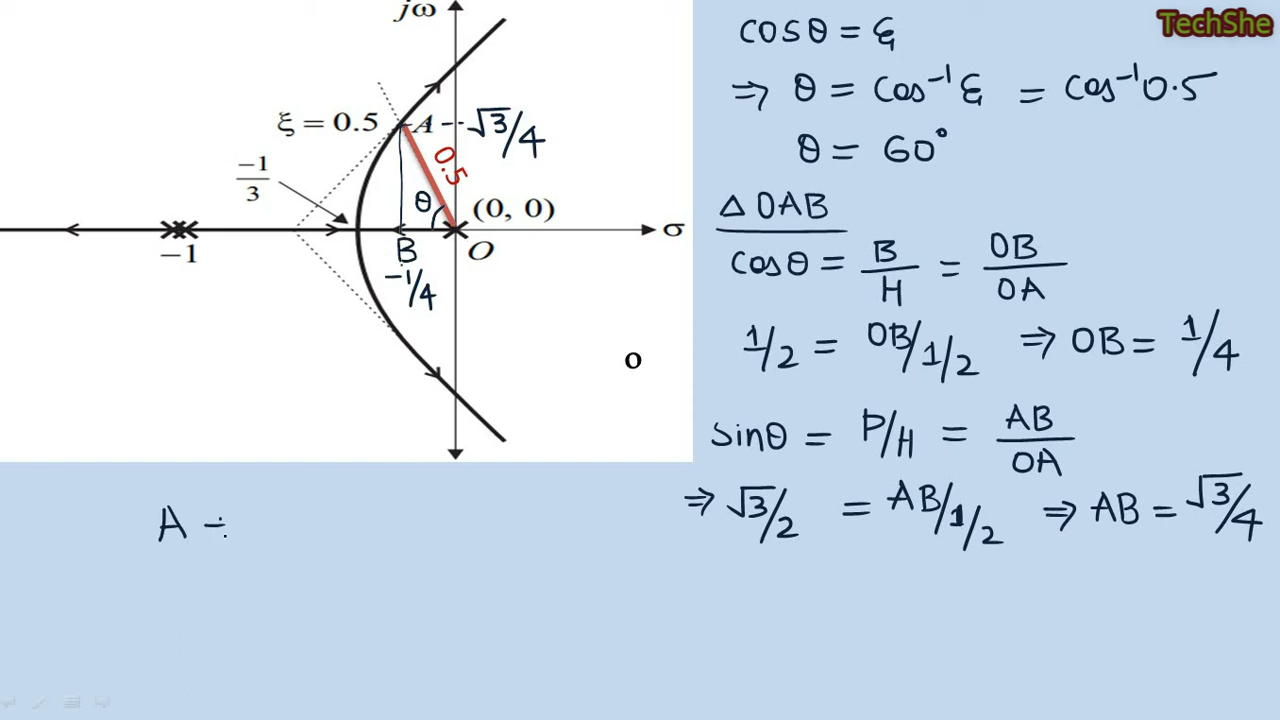 TechShe
jω
ξ = 0.5
A
√3/4
0.5
-1/3
θ
(0, 0)
σ
-1
B
O
-1/4
o
cosθ = ξ
⇒ θ = cos⁻¹ξ = cos⁻¹0.5
θ = 60°
△ OAB
cosθ = B/H = OB/OA
1/2 = OB/1/2 ⇒ OB = 1/4
sinθ = P/H = AB/OA
⇒ √3/2 = AB/1/2 ⇒ AB = √3/4
A ÷